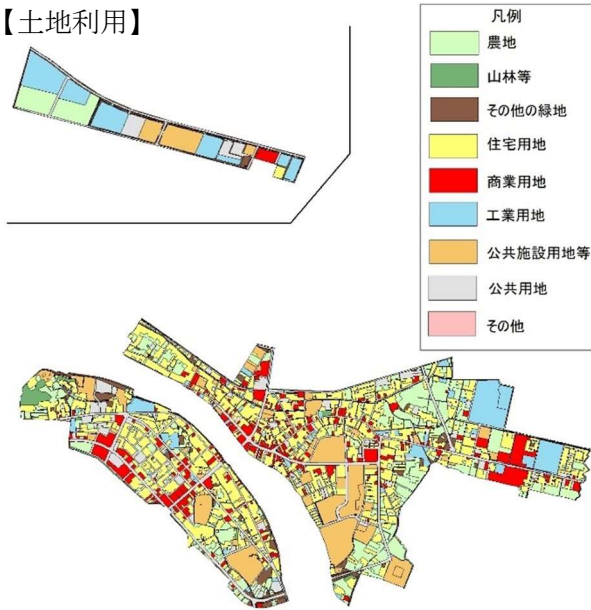 【土地利用】
凡例
農地
山林等
その他の緑地
住宅用地
商業用地
工業用地
公共施設用地等
公共用地
その他